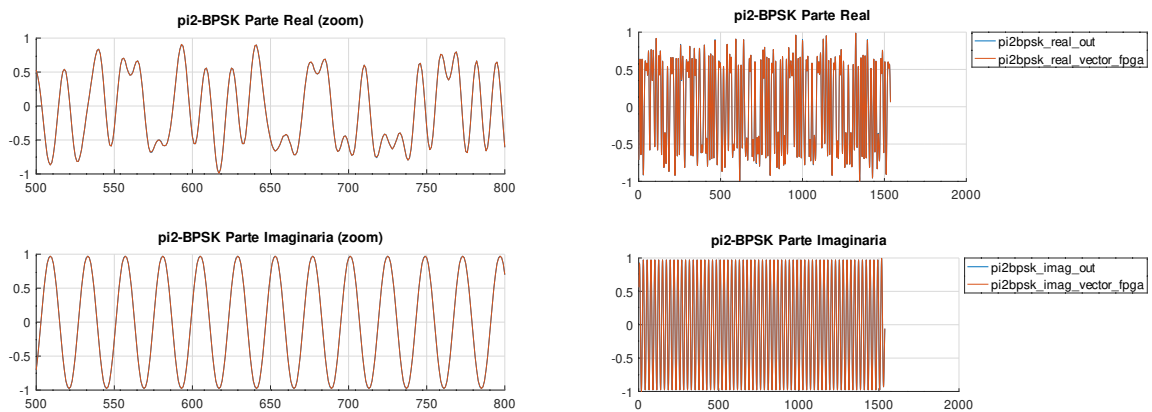 pi2-BPSK Parte Real (zoom)
1
0.5
0
-0.5
-1
500 550 600 650 700 750 800
pi2-BPSK Parte Real
1
0.5
0
-0.5
-1
0 500 1000 1500 2000
pi2bpsk_real_out
pi2bpsk_real_vector_fpga
pi2-BPSK Parte Imaginaria (zoom)
1
0.5
0
-0.5
-1
500 550 600 650 700 750 800
pi2-BPSK Parte Imaginaria
1
0.5
0
-0.5
-1
0 500 1000 1500 2000
pi2bpsk_imag_out
pi2bpsk_imag_vector_fpga